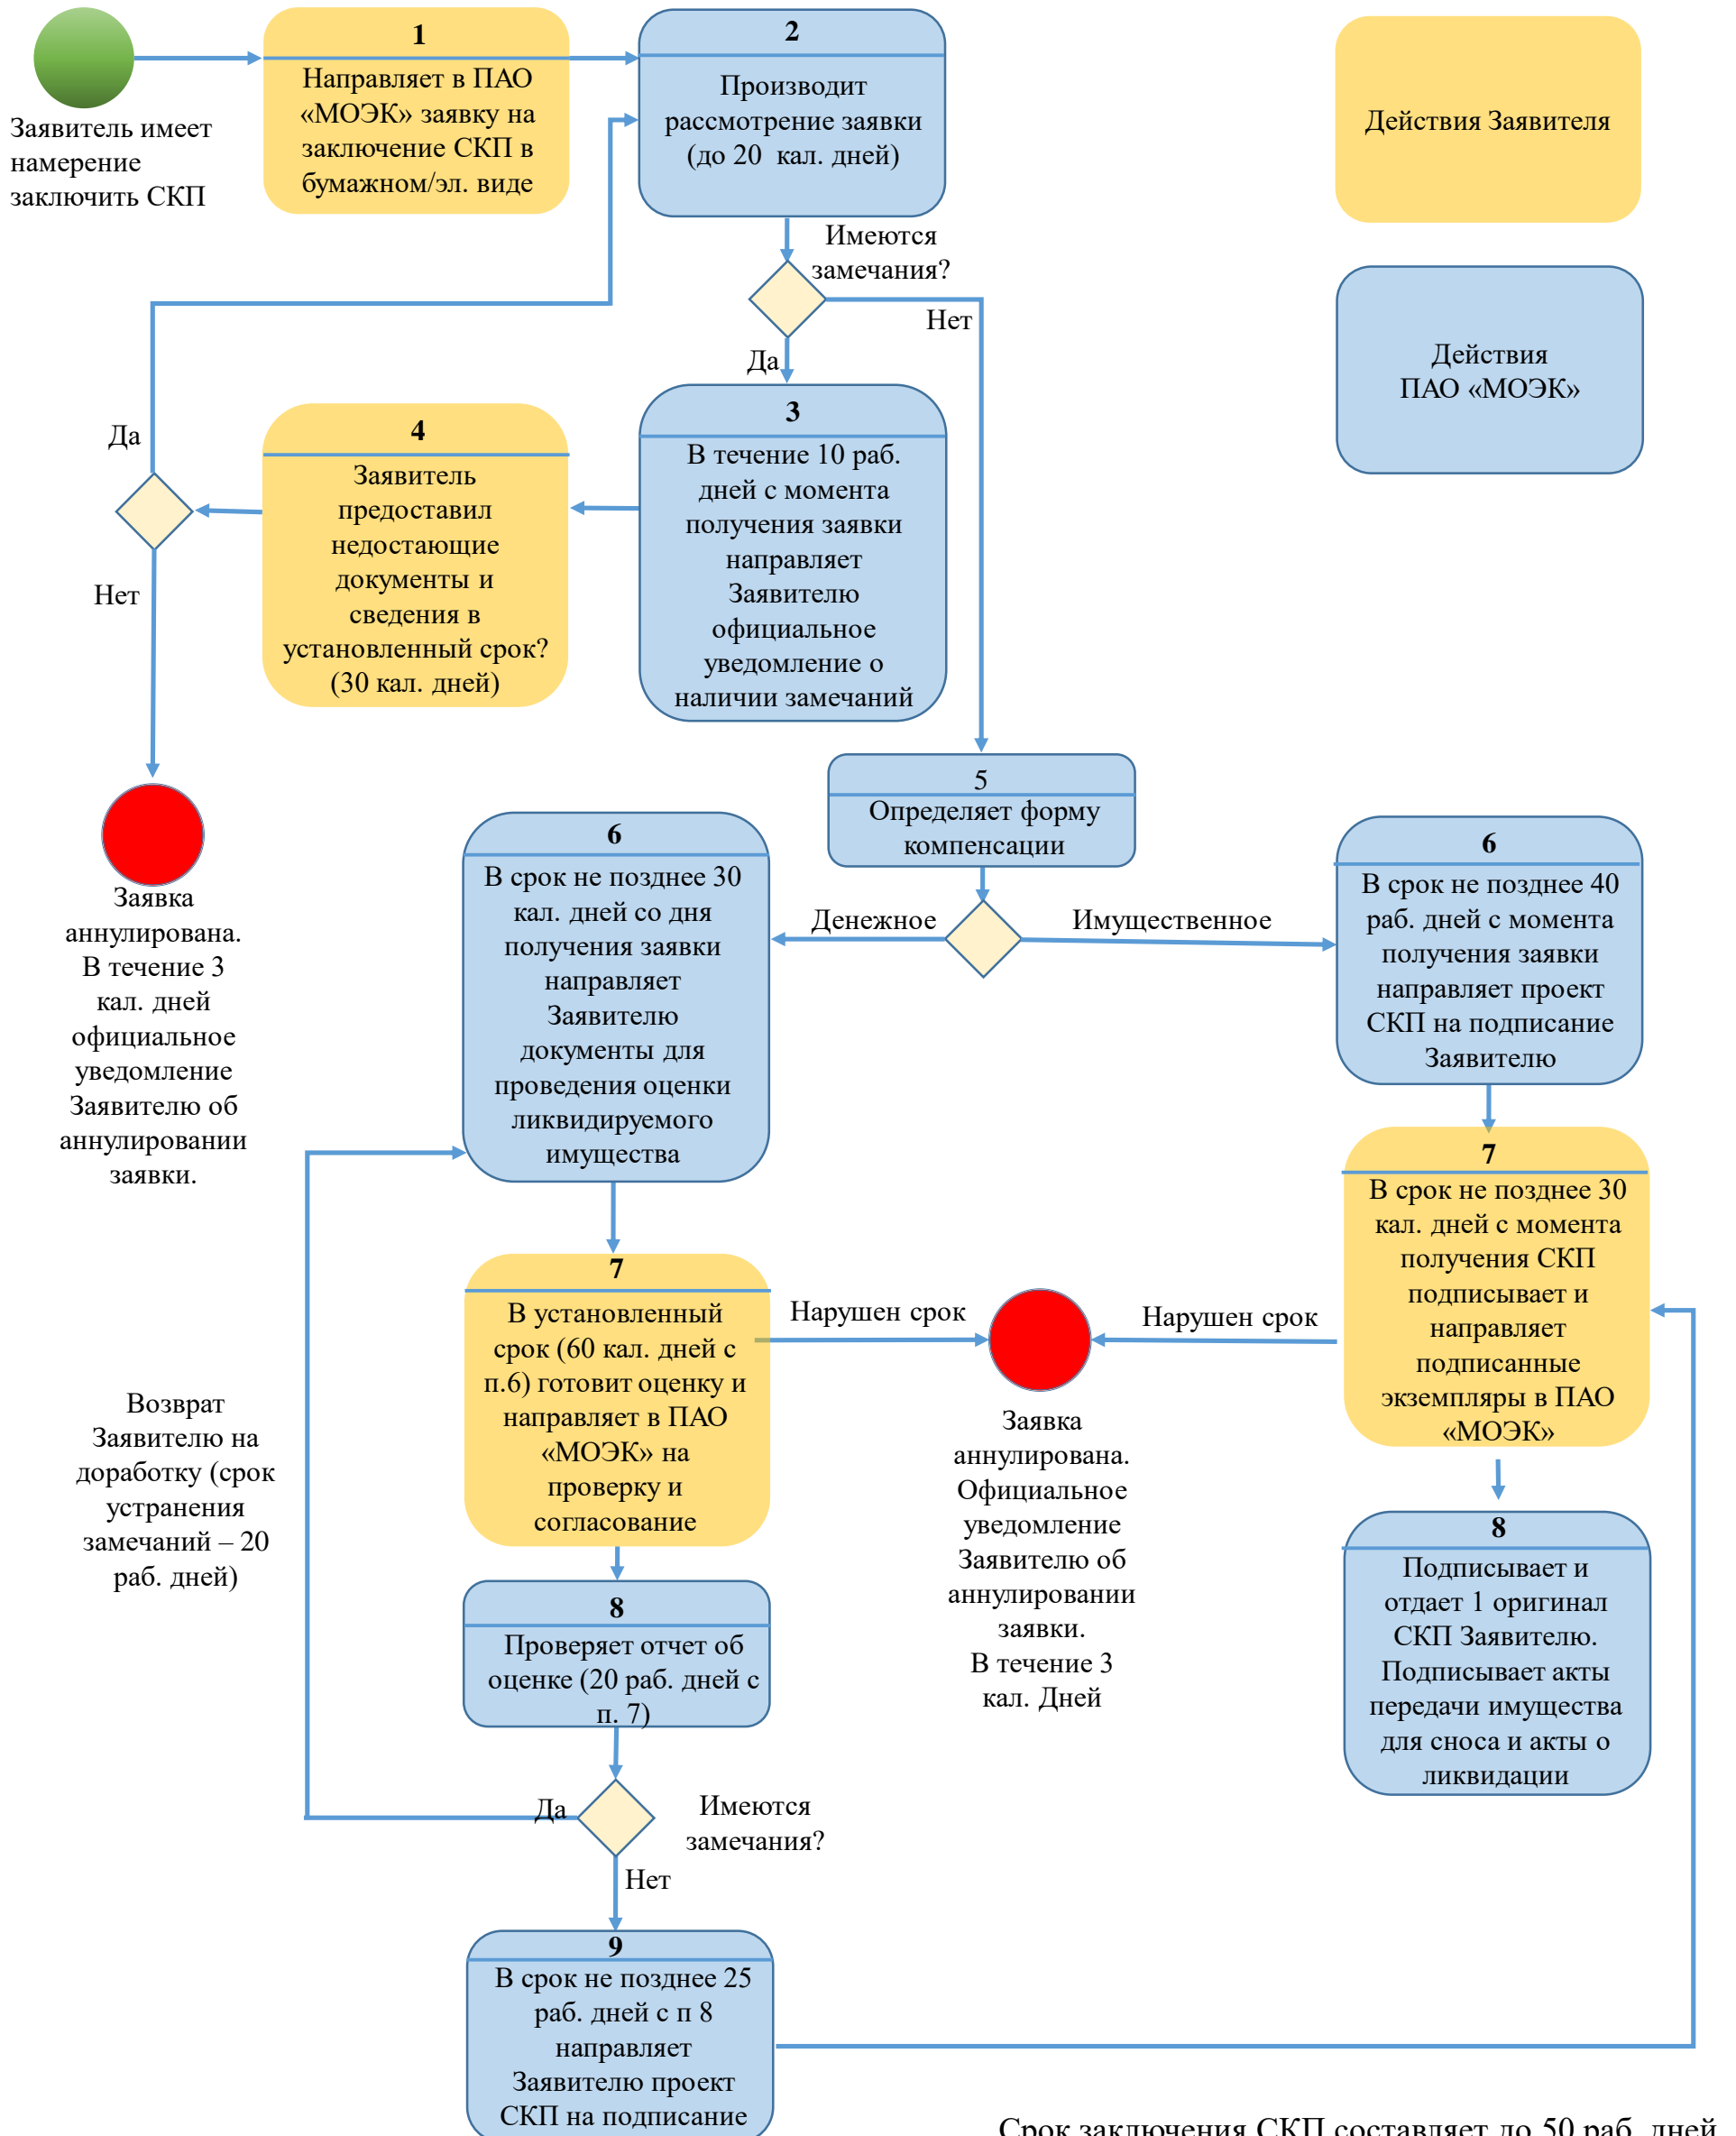 1
Направляет в ПАО
«МОЭК» заявку на
заключение СКП в
бумажном/эл. виде
2
Производит
рассмотрение заявки
(до 20 кал. дней)
Действия Заявителя
Заявитель имеет
намерение
заключить СКП
Имеются
замечания?
Нет
Да
Действия
ПАО «МОЭК»
3
В течение 10 раб.
дней с момента
получения заявки
направляет
Заявителю
официальное
уведомление о
наличии замечаний
4
Заявитель
предоставил
недостающие
документы и
сведения в
установленный срок?
(30 кал. дней)
Да
Нет
Заявка
аннулирована.
В течение 3
кал. дней
официальное
уведомление
Заявителю об
аннулировании
заявки.
5
Определяет форму
компенсации
Денежное
Имущественное
6
В срок не позднее 30
кал. дней со дня
получения заявки
направляет
Заявителю
документы для
проведения оценки
ликвидируемого
имущества
6
В срок не позднее 40
раб. дней с момента
получения заявки
направляет проект
СКП на подписание
Заявителю
7
В срок не позднее 30
кал. дней с момента
получения СКП
подписывает и
направляет
подписанные
экземпляры в ПАО
«МОЭК»
7
В установленный
срок (60 кал. дней с
п.6) готовит оценку и
направляет в ПАО
«МОЭК» на
проверку и
согласование
Нарушен срок
Нарушен срок
Заявка
аннулирована.
Официальное
уведомление
Заявителю об
аннулировании
заявки.
В течение 3
кал. Дней
Возврат
Заявителю на
доработку (срок
устранения
замечаний – 20
раб. дней)
8
Проверяет отчет об
оценке (20 раб. дней с
п. 7)
8
Подписывает и
отдает 1 оригинал
СКП Заявителю.
Подписывает акты
передачи имущества
для сноса и акты о
ликвидации
Да
Имеются
замечания?
Нет
9
В срок не позднее 25
раб. дней с п 8
направляет
Заявителю проект
СКП на подписание
Срок заключения СКП составляет до 50 раб. дней